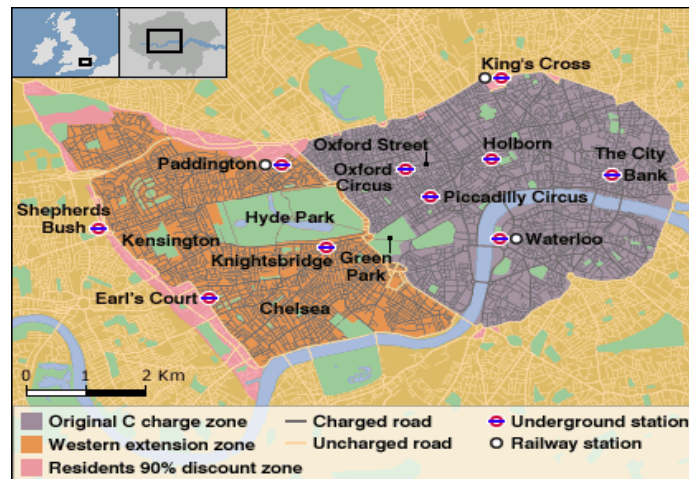 King's Cross
Oxford Street
Holborn
The City
Paddington
Oxford
Circus
Bank
Piccadilly Circus
Shepherds
Bush
Hyde Park
Kensington
Knightsbridge
Green
Park
Waterloo
Earl's Court
Chelsea
0 1 2 Km
Original C charge zone
Charged road
Underground station
Western extension zone
Uncharged road
Railway station
Residents 90% discount zone